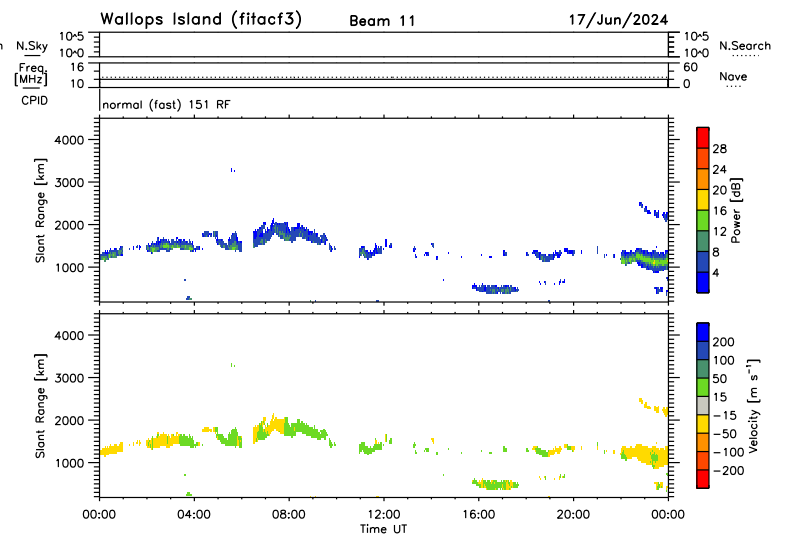 Wallops Island (fitacf3) Beam 11 17/Jun/2024
n N.Sky 10^5 10^5 N.Search
10^0 10^0
Freq. 16 60 Nave
[MHz] 10 0
CPID normal (fast) 151 RF
4000
3000
2000
1000
Slant Range [km]
28
24
20
16
12
8
4
Power [dB]
4000
3000
2000
1000
Slant Range [km]
200
100
50
15
-15
-50
-100
-200
Velocity [m s⁻¹]
00:00 04:00 08:00 12:00 16:00 20:00 00:00
Time UT